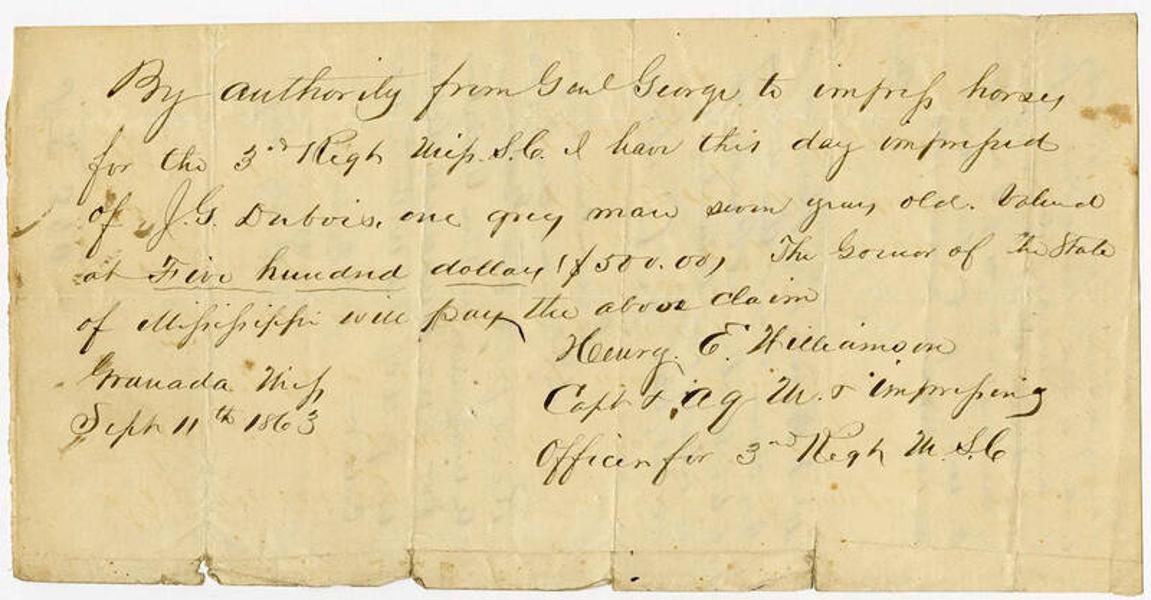 By authority from Genl George to impress horses
for the 3rd Regt Miss. S.C. I have this day impressed
of J.G. Dubois. one grey mare seven years old. Valued
at Five hundred dollars ($500.00) The Govnor of the State
of Mississippi will pay the above claim
Henry. E. Williamson
Granada Miss
Capt & a q M. & impressing
Sept 11th 1863
Officer for 3rd Regt M. S. C